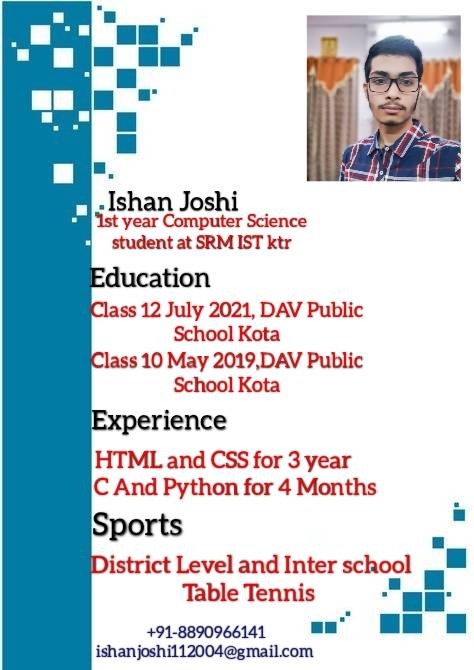 Ishan Joshi
1st year Computer Science
student at SRM IST ktr
Education
Class 12 July 2021, DAV Public
School Kota
Class 10 May 2019,DAV Public
School Kota
Experience
HTML and CSS for 3 year
C And Python for 4 Months
Sports
District Level and Inter school
Table Tennis
+91-8890966141
ishanjoshi112004@gmail.com